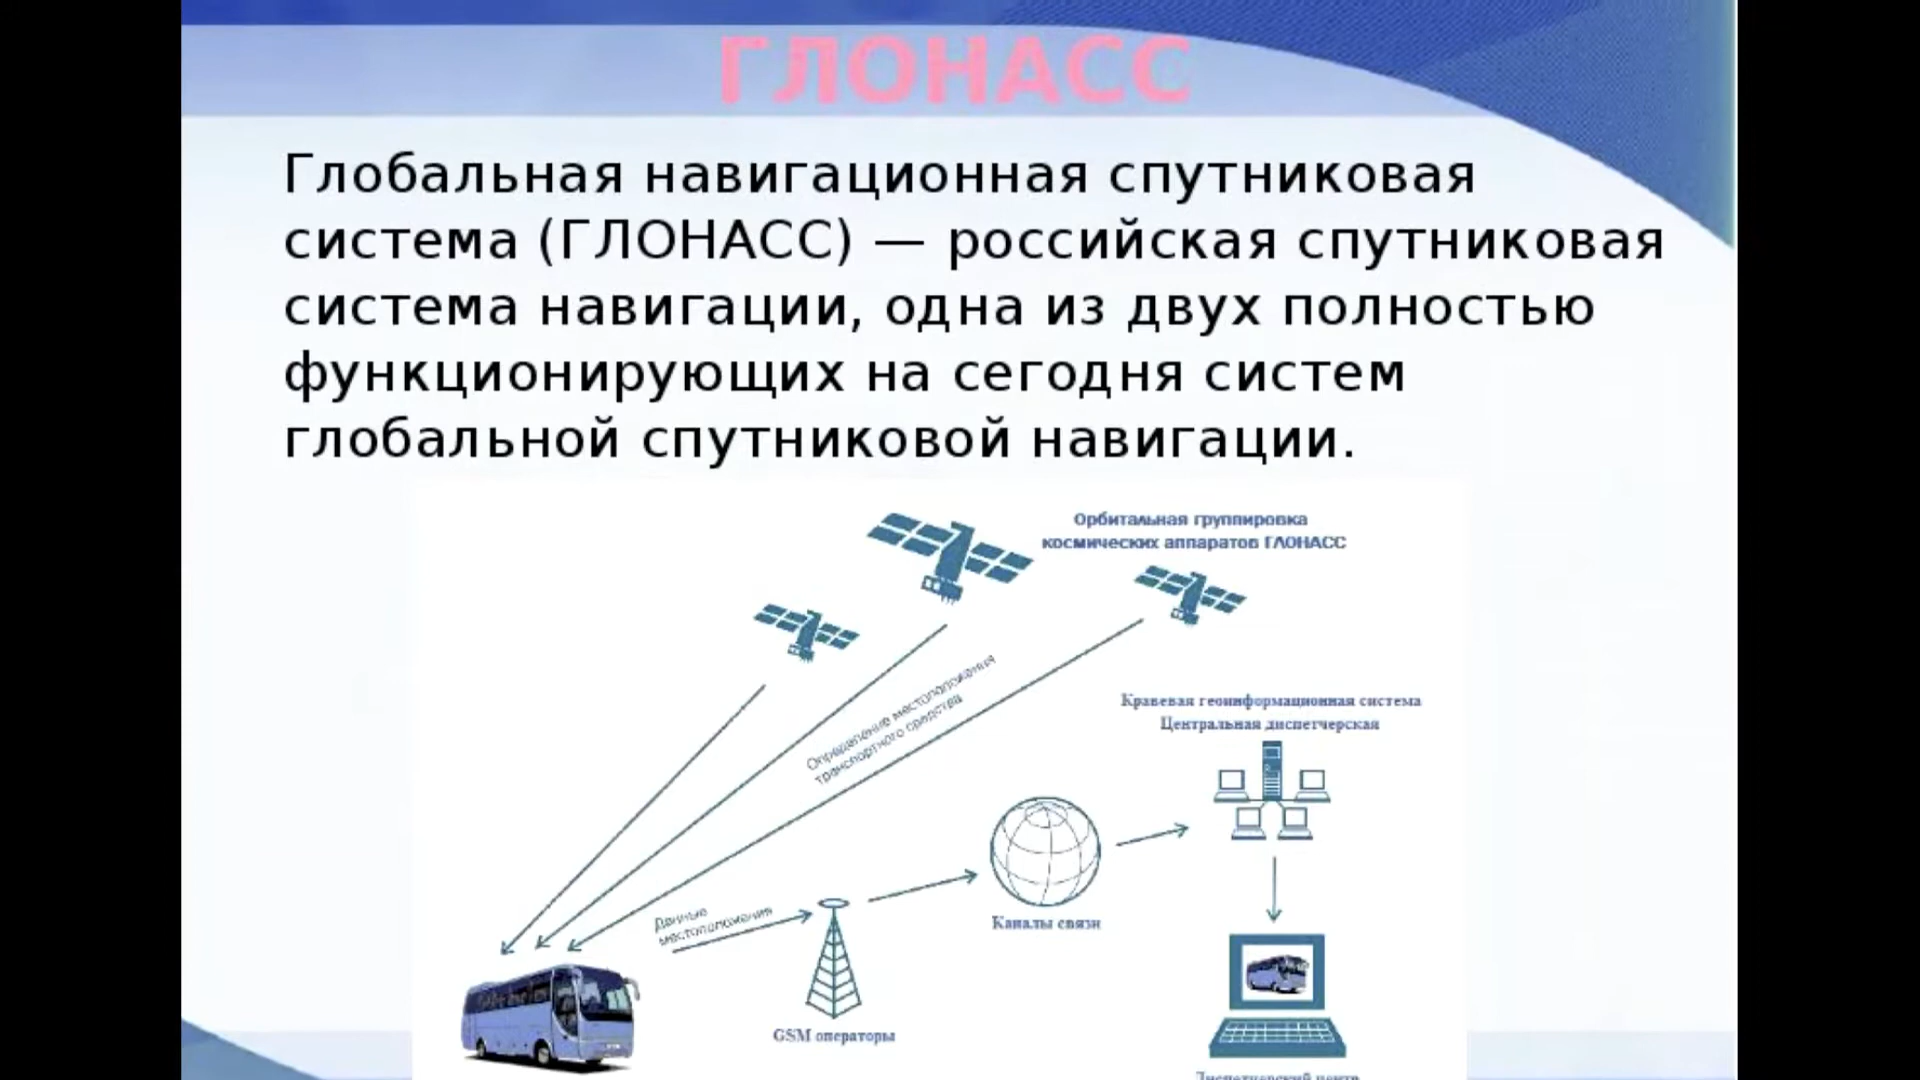 ГЛОНАСС
Глобальная навигационная спутниковая
система (ГЛОНАСС) — российская спутниковая
система навигации, одна из двух полностью
функционирующих на сегодня систем
глобальной спутниковой навигации.
Орбитальная группировка
космических аппаратов ГЛОНАСС
Определение местоположения
транспортного средства
Краевая геоинформационная система
Центральная диспетчерская
Данные
местоположения
Каналы связи
GSM операторы
Диспетчерский центр